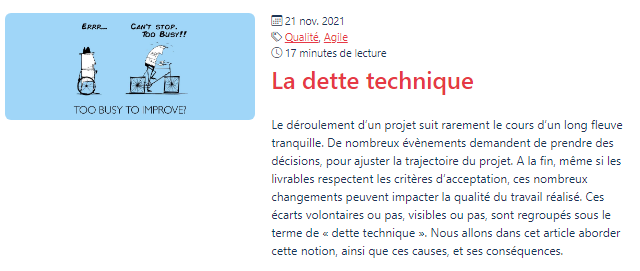 ERRR...
CAN'T STOP.
TOO BUSY!!
TOO BUSY TO IMPROVE?
21 nov. 2021
Qualité, Agile
17 minutes de lecture
La dette technique
Le déroulement d'un projet suit rarement le cours d'un long fleuve
tranquille. De nombreux évènements demandent de prendre des
décisions, pour ajuster la trajectoire du projet. A la fin, même si les
livrables respectent les critères d'acceptation, ces nombreux
changements peuvent impacter la qualité du travail réalisé. Ces
écarts volontaires ou pas, visibles ou pas, sont regroupés sous le
terme de « dette technique ». Nous allons dans cet article aborder
cette notion, ainsi que ces causes, et ses conséquences.